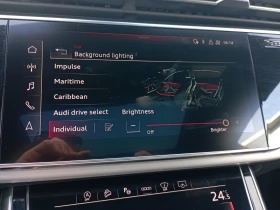 Background lighting
Impulse
Maritime
Caribbean
Audi drive select
Brightness
Individual
Off
Brighter
24